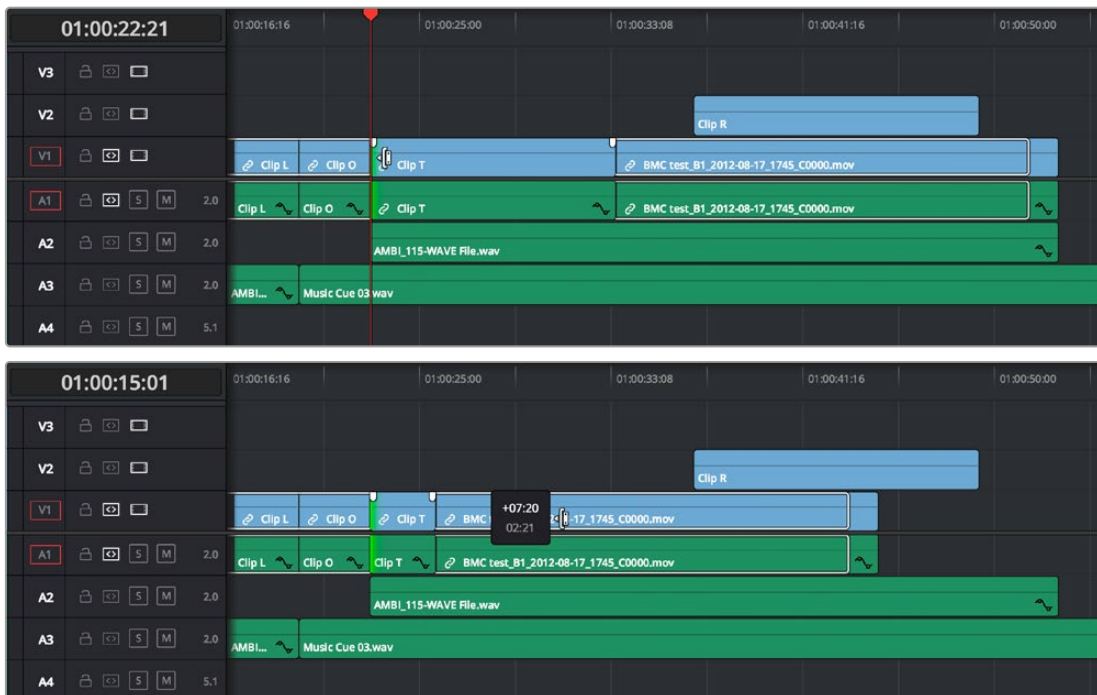 01:00:22:21
01:00:16:16 01:00:25:00 01:00:33:08 01:00:41:16 01:00:50:00
V3
V2 Clip R
V1 Clip L Clip O Clip T BMC test_B1_2012-08-17_1745_C0000.mov
A1 S M 2.0 Clip L Clip O Clip T BMC test_B1_2012-08-17_1745_C0000.mov
A2 S M 2.0 AMBI_115-WAVE File.wav
A3 S M 2.0 AMBI... Music Cue 03.wav
A4 S M 5.1
01:00:15:01
01:00:16:16 01:00:25:00 01:00:33:08 01:00:41:16 01:00:50:00
V3
V2 Clip R
+07:20
V1 Clip L Clip O Clip T BMC -17_1745_C0000.mov
02:21
A1 S M 2.0 Clip L Clip O Clip T BMC test_B1_2012-08-17_1745_C0000.mov
A2 S M 2.0 AMBI_115-WAVE File.wav
A3 S M 2.0 AMBI... Music Cue 03.wav
A4 S M 5.1